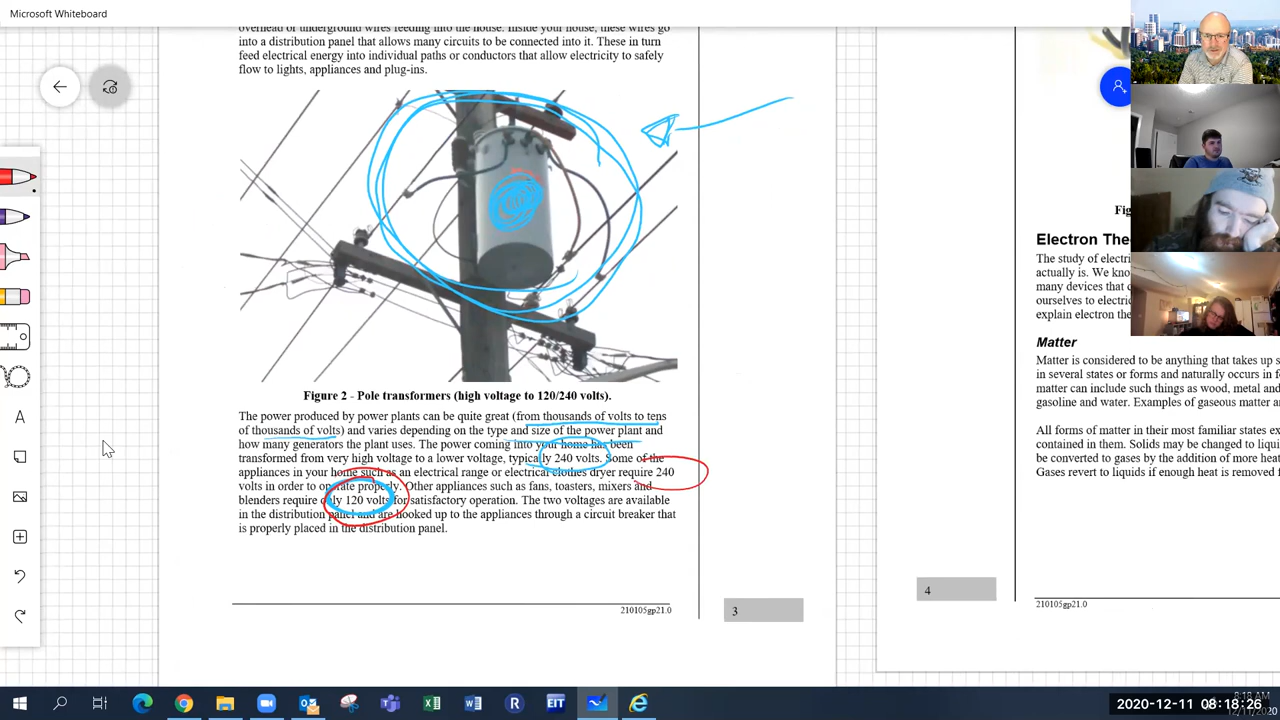 Microsoft Whiteboard
overhead or underground wires feeding into the house. Inside your house, these wires go
into a distribution panel that allows many circuits to be connected into it. These in turn
feed electrical energy into individual paths or conductors that allow electricity to safely
flow to lights, appliances and plug-ins.
Figure 2 - Pole transformers (high voltage to 120/240 volts).
The power produced by power plants can be quite great (from thousands of volts to tens
of thousands of volts) and varies depending on the type and size of the power plant and
how many generators the plant uses. The power coming into your home has been
transformed from very high voltage to a lower voltage, typically 240 volts. Some of the
appliances in your home such as an electrical range or electrical clothes dryer require 240
volts in order to operate properly. Other appliances such as fans, toasters, mixers and
blenders require only 120 volts for satisfactory operation. The two voltages are available
in the distribution panel and are hooked up to the appliances through a circuit breaker that
is properly placed in the distribution panel.
210105gp21.0
3
Electron The
The study of electri
actually is. We kno
many devices that
ourselves to electri
explain electron the
Matter
Matter is considered to be anything that takes up s
in several states or forms and naturally occurs in f
matter can include such things as wood, metal and
gasoline and water. Examples of gaseous matter a
All forms of matter in their most familiar states ex
contained in them. Solids may be changed to liqui
be converted to gases by the addition of more heat
Gases revert to liquids if enough heat is removed f
4
210105gp21.0
A
2020-12-11 08:18:26